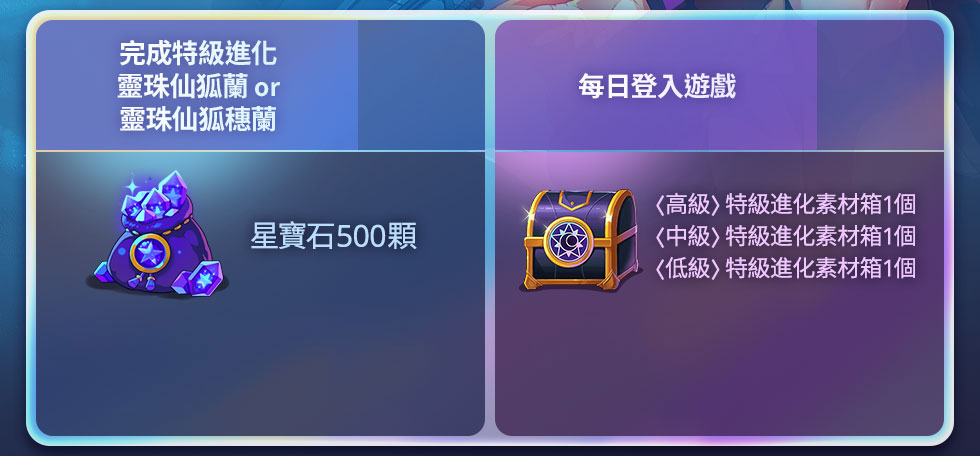 完成特級進化
靈珠仙狐蘭 or
靈珠仙狐穗蘭
星寶石500顆
每日登入遊戲
〈高級〉特級進化素材箱1個
〈中級〉特級進化素材箱1個
〈低級〉特級進化素材箱1個